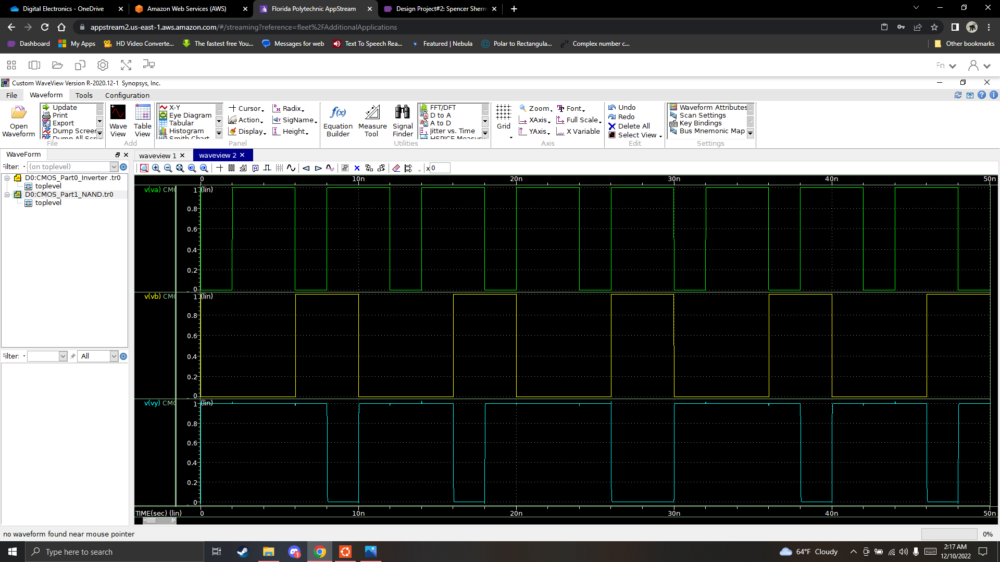 Digital Electronics - OneDrive
Amazon Web Services (AWS)
Florida Polytechnic AppStream
Design Project#2: Spencer Sherm
appstream2.us-east-1.aws.amazon.com/#/streaming?reference=fleet%2FAdditionalApplications
Dashboard
My Apps
HD Video Converte...
The fastest free You...
Messages for web
Text To Speech Rea...
Featured | Nebula
Polar to Rectangula...
Complex number c...
Other bookmarks
Fn
Custom WaveView Version R-2020.12-1 Synopsys, Inc.
File
Waveform
Tools
Configuration
Open Waveform
Update
Print
Export
Dump Screen
File
Wave View
Table View
Add
X-Y
Eye Diagram
Tabular
Histogram
Smith Chart
Cursor
Action
Display
Radix
SigName
Height
Panel
Equation Builder
Measure Tool
Signal Finder
FFT/DFT
D to A
A to D
Jitter vs. Time
Utilities
Grid
Zoom
XAxis
YAxis
Font
Full Scale
X Variable
Axis
Undo
Redo
Delete All
Select View
Edit
Waveform Attributes
Scan Settings
Key Bindings
Bus Mnemonic Map
Settings
WaveForm
Filter: (on toplevel)
D0:CMOS_Part0_Inverter .tr0
toplevel
D0:CMOS_Part1_NAND.tr0
toplevel
Filter: All
waveview 1
waveview 2
x 0
0 10n 20n 30n 40n 50n
v(va) CMO 1 (lin)
0.8
0.6
0.4
0.2
0
v(vb) CMO 1 (lin)
0.8
0.6
0.4
0.2
0
v(vy) CMO 1 (lin)
0.8
0.6
0.4
0.2
0
TIME(sec) (lin) 0 10n 20n 30n 40n 50n
no waveform found near mouse pointer
0%
Type here to search
1
64°F Cloudy
2:17 AM
12/10/2022